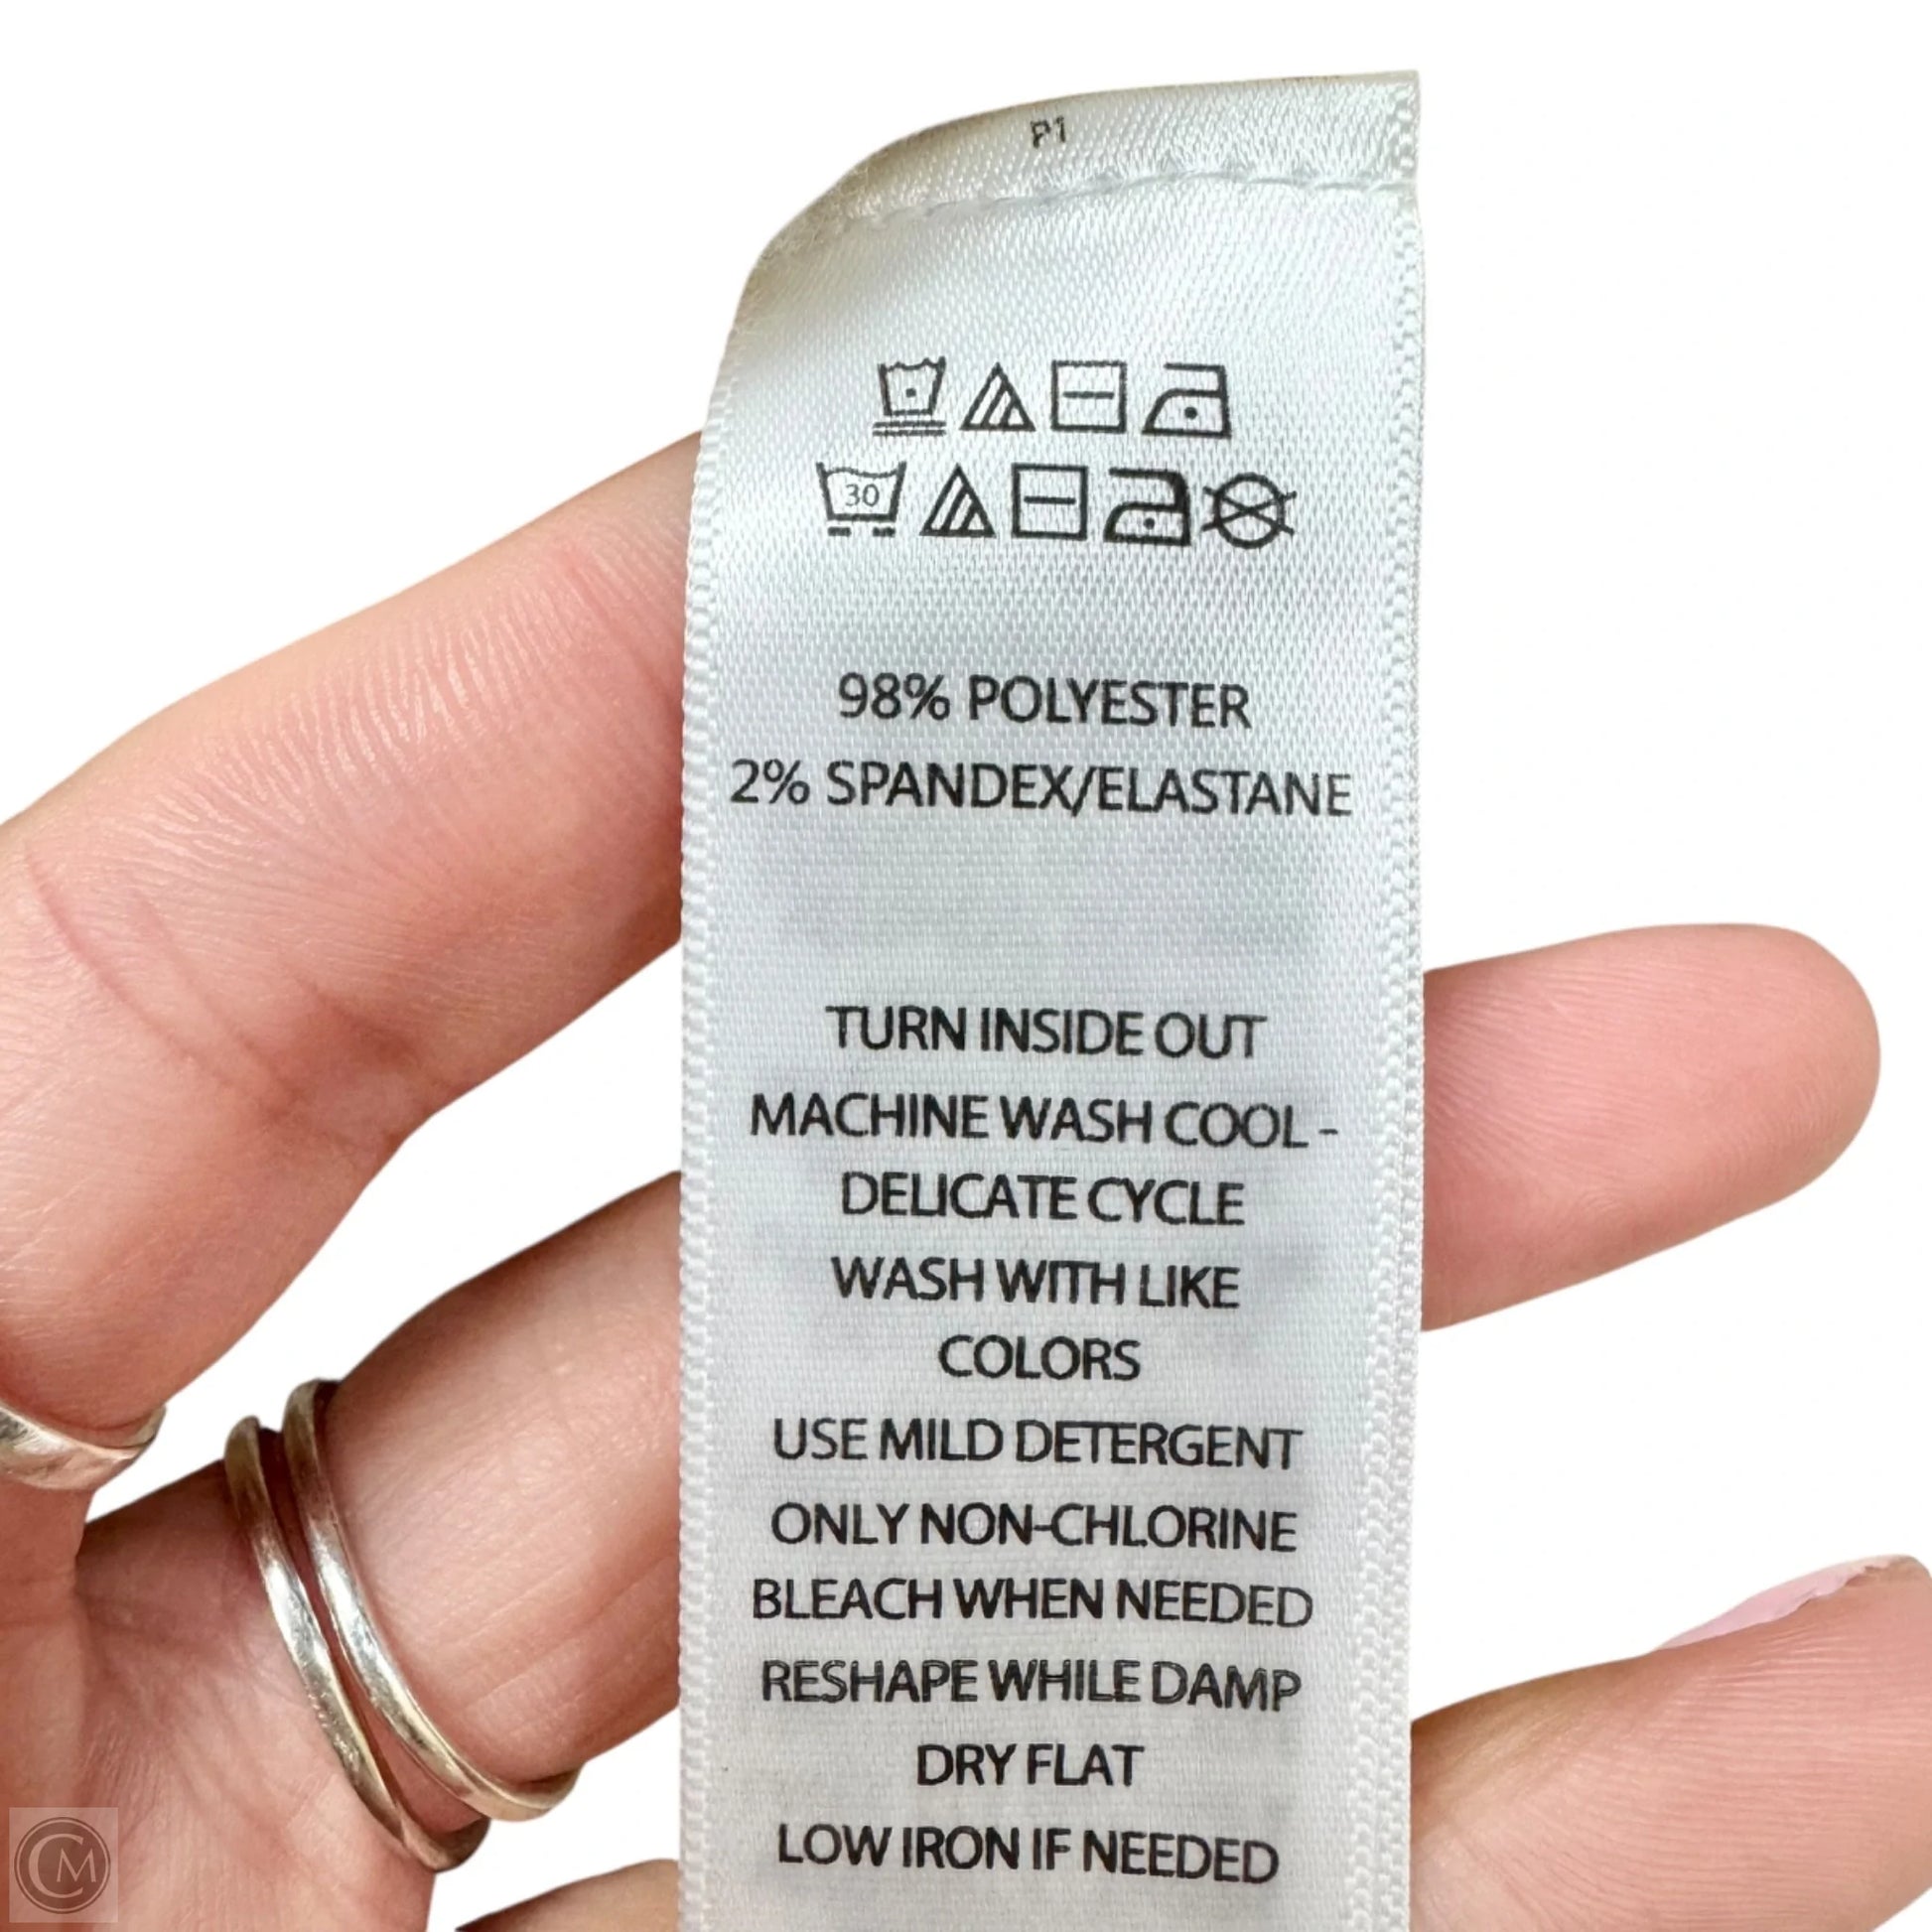 P1
30
98% POLYESTER
2% SPANDEX/ELASTANE
TURN INSIDE OUT
MACHINE WASH COOL -
DELICATE CYCLE
WASH WITH LIKE
COLORS
USE MILD DETERGENT
ONLY NON-CHLORINE
BLEACH WHEN NEEDED
RESHAPE WHILE DAMP
DRY FLAT
LOW IRON IF NEEDED
CM